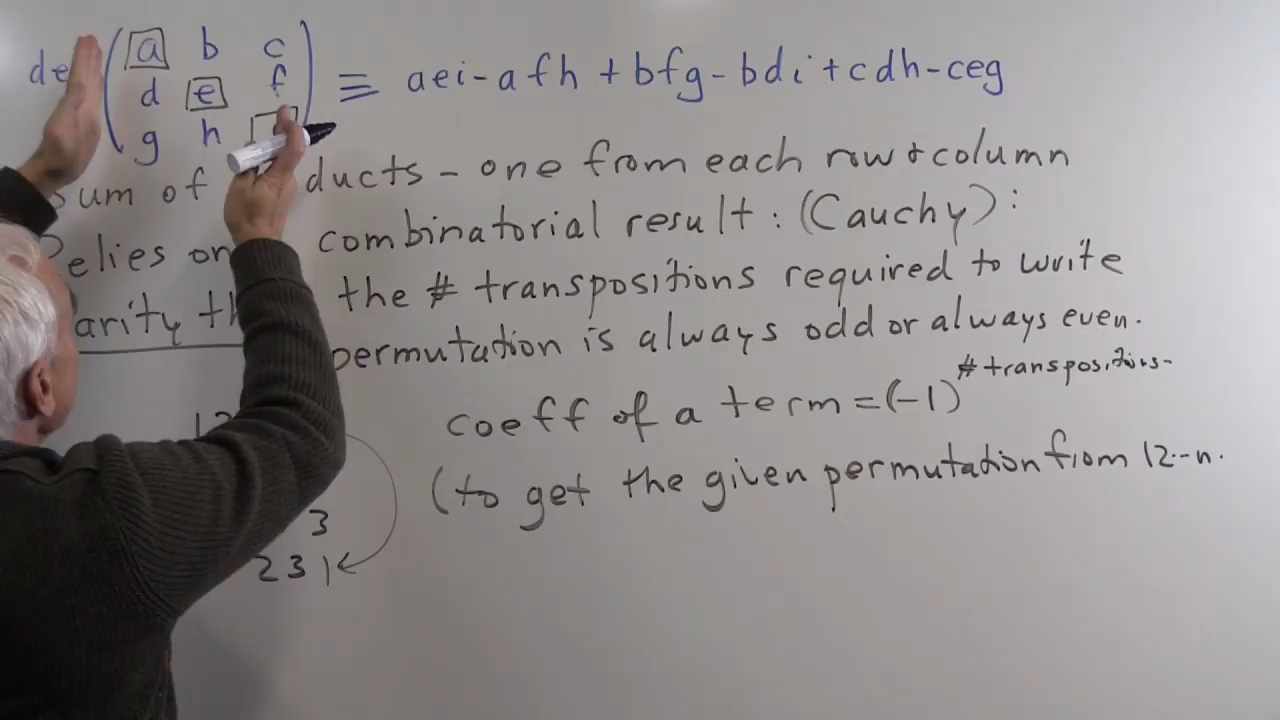 de a b c
d e f ≡ aei-afh+bfg-bdi+cdh-ceg
g h
um of ducts - one from each row & column
elies on combinatorial result: (Cauchy):
arity th the # transpositions required to write
permutation is always odd or always even.
coeff of a term = (-1)^# transpositions
(to get the given permutation from 12--n.
12
3
231